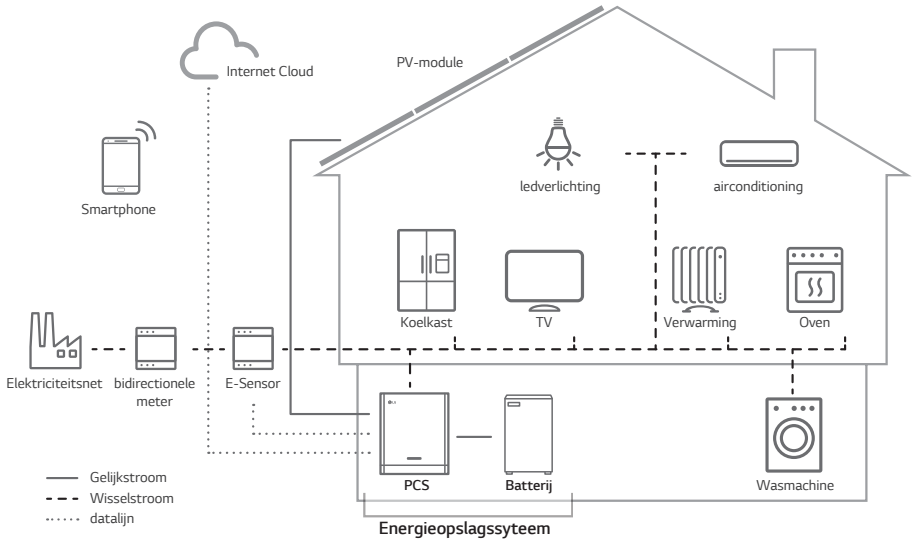 Internet Cloud
PV-module
Smartphone
ledverlichting
airconditioning
Koelkast
TV
Verwarming
Oven
Elektriciteitsnet
bidirectionele
meter
E-Sensor
LG
PCS
Batterij
Wasmachine
Gelijkstroom
Wisselstroom
datalijn
Energieopslagssyteem